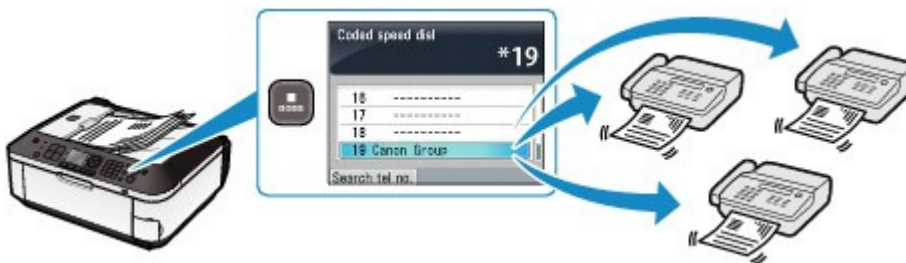 Coded speed dial
*19
16 ----------
17 ----------
18 ----------
19 Canon Group
Search tel no.